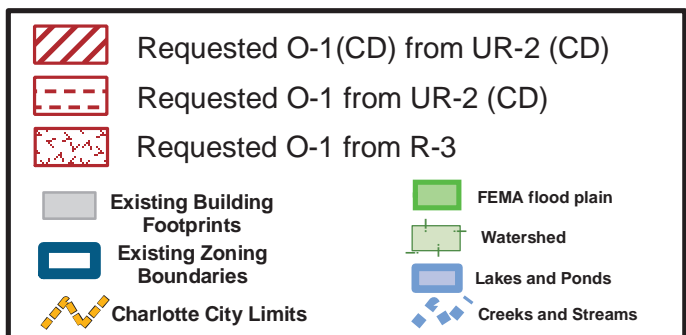 Requested O-1(CD) from UR-2 (CD)
Requested O-1 from UR-2 (CD)
Requested O-1 from R-3
Existing Building
Footprints
Existing Zoning
Boundaries
Charlotte City Limits
FEMA flood plain
Watershed
Lakes and Ponds
Creeks and Streams